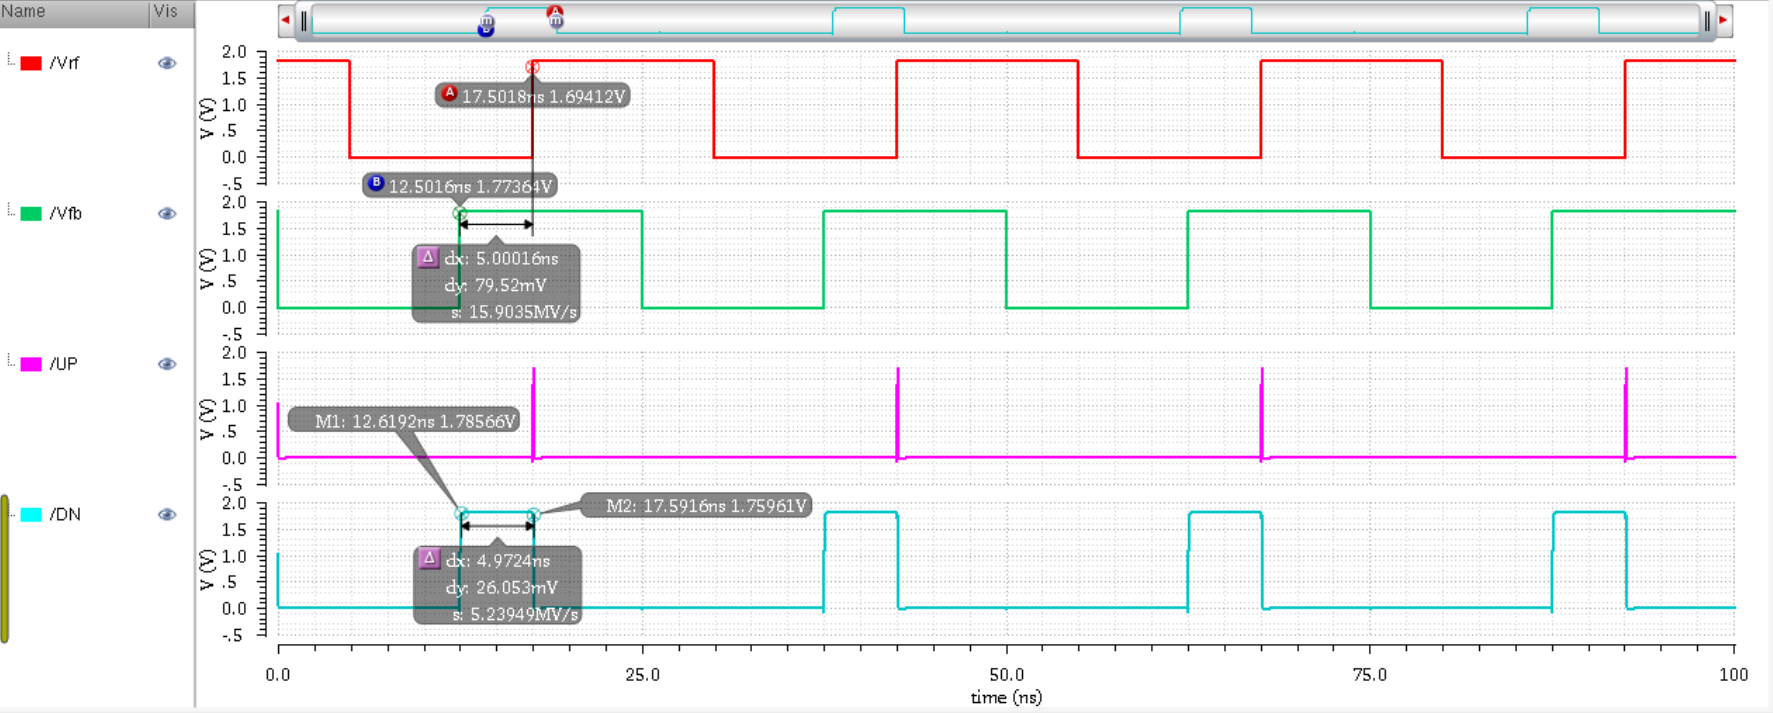 Name Vis
/Vrf
/Vfb
/UP
/DN
m
B
A
m
V (V)
2.0
1.5
1.0
.5
0.0
-.5
A 17.5018ns 1.69412V
B 12.5016ns 1.77364V
V (V)
2.0
1.5
1.0
.5
0.0
-.5
Δ dx: 5.00016ns
dy: 79.52mV
s: 15.9035MV/s
V (V)
2.0
1.5
1.0
.5
0.0
-.5
M1: 12.6192ns 1.78566V
M2: 17.5916ns 1.75961V
V (V)
2.0
1.5
1.0
.5
0.0
-.5
Δ dx: 4.9724ns
dy: 26.053mV
s: 5.23949MV/s
0.0 25.0 50.0 75.0 100
time (ns)